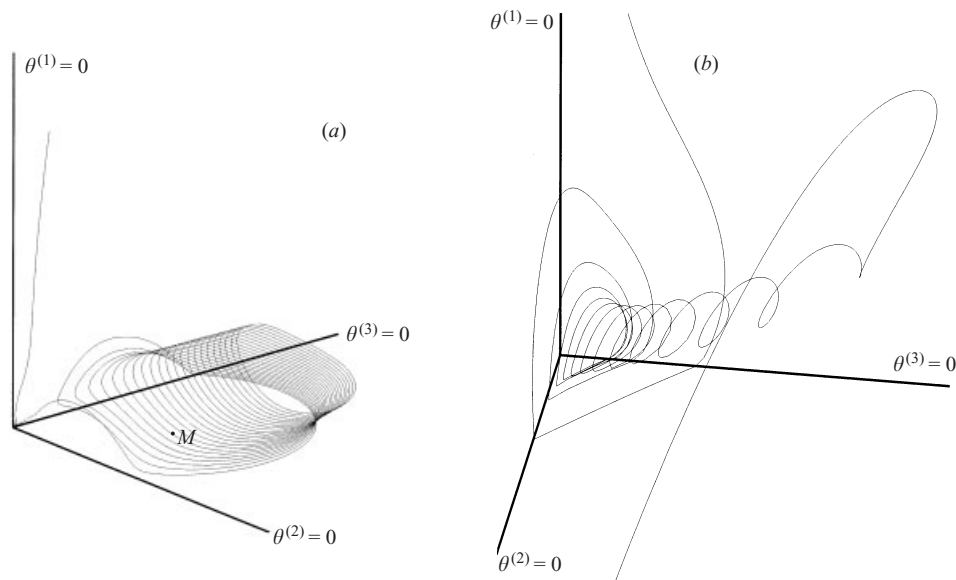 θ(1) = 0
(a)
θ(3) = 0
M
θ(2) = 0
θ(1) = 0
(b)
θ(3) = 0
θ(2) = 0